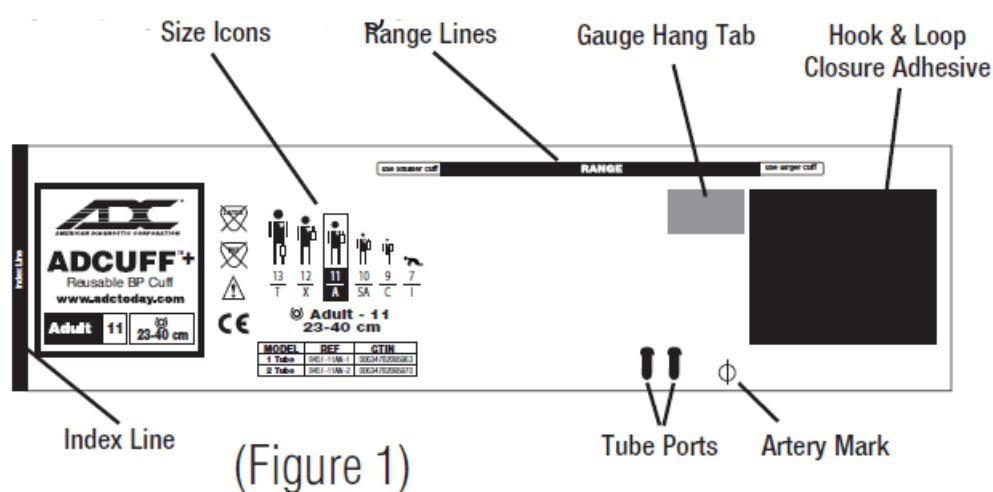 Size Icons
Range Lines
Gauge Hang Tab
Hook & Loop
Closure Adhesive
use smaller cuff
RANGE
use larger cuff
Index Line
ADC
AMERICAN DIAGNOSTIC CORPORATION
ADCUFF™+
Reusable BP Cuff
www.adctoday.com
Adult 11 23-40 cm
LATEX
CE
13 12 11 10 9 7
T X A SA C I
Adult - 11
23-40 cm
MODEL REF GTIN
1 Tube
2 Tube
Index Line
Tube Ports
Artery Mark
(Figure 1)